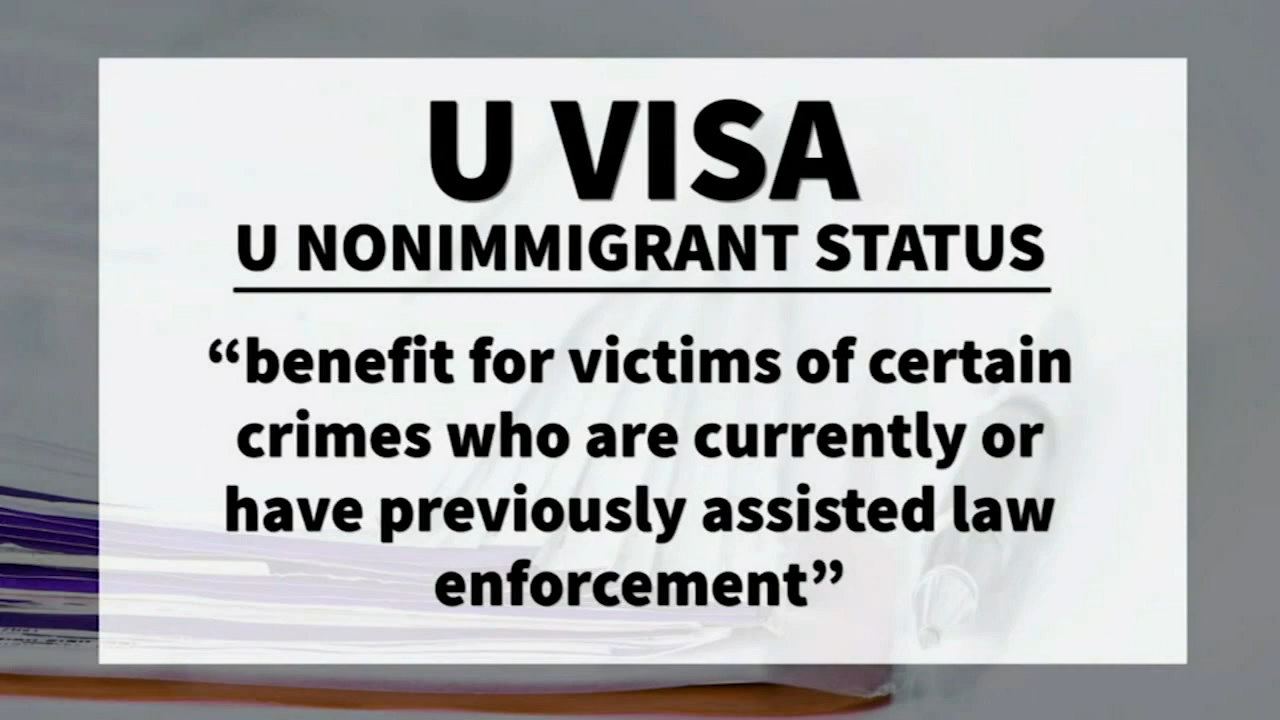 U VISA
U NONIMMIGRANT STATUS
“benefit for victims of certain
crimes who are currently or
have previously assisted law
enforcement”